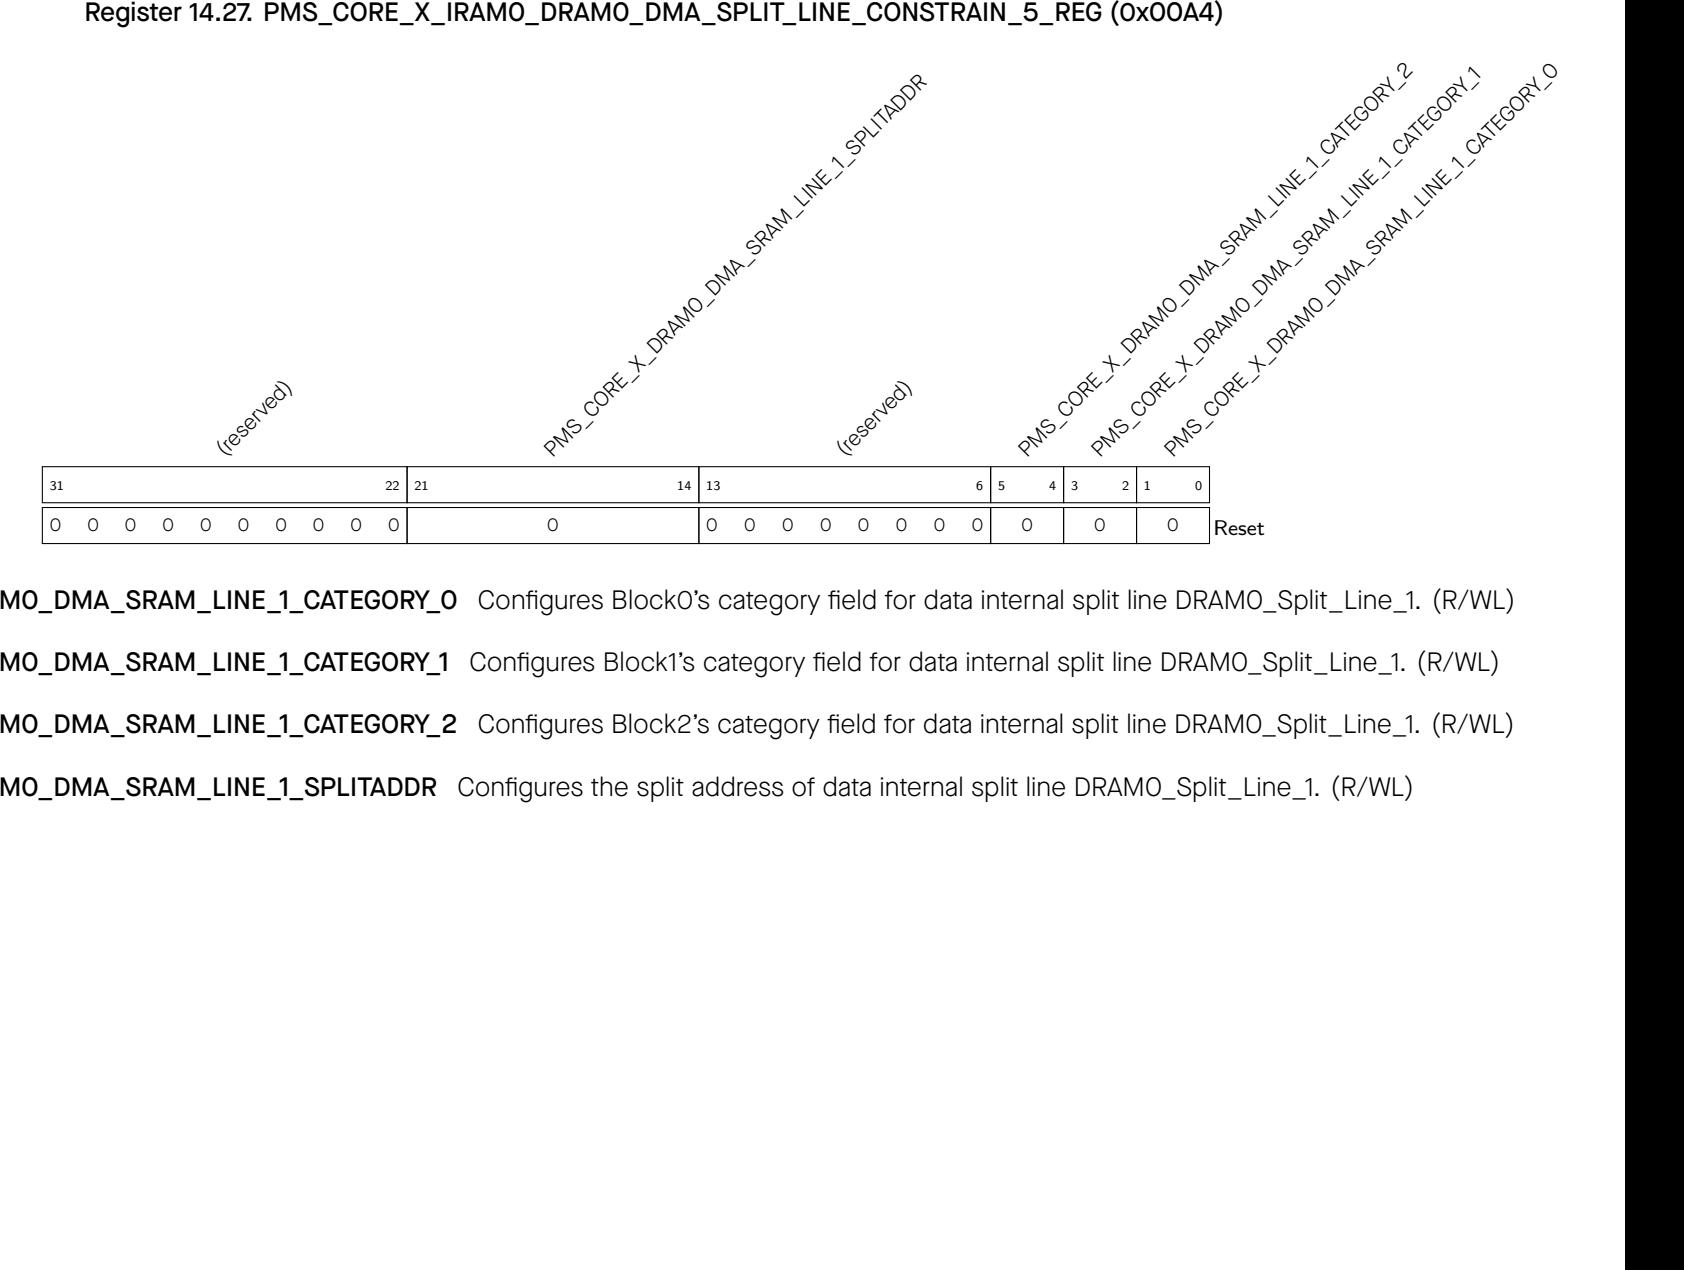 Register 14.27. PMS_CORE_X_IRAM0_DRAM0_DMA_SPLIT_LINE_CONSTRAIN_5_REG (0x00A4)
(reserved)
PMS_CORE_X_DRAM0_DMA_SRAM_LINE_1_SPLITADDR
(reserved)
PMS_CORE_X_DRAM0_DMA_SRAM_LINE_1_CATEGORY_2
PMS_CORE_X_DRAM0_DMA_SRAM_LINE_1_CATEGORY_1
PMS_CORE_X_DRAM0_DMA_SRAM_LINE_1_CATEGORY_0
31 22 21 14 13 6 5 4 3 2 1 0
0 0 0 0 0 0 0 0 0 0 0 0 0 0 0 0 0 0 0 0 0 0 Reset
M0_DMA_SRAM_LINE_1_CATEGORY_0 Configures Block0's category field for data internal split line DRAM0_Split_Line_1. (R/WL)
M0_DMA_SRAM_LINE_1_CATEGORY_1 Configures Block1's category field for data internal split line DRAM0_Split_Line_1. (R/WL)
M0_DMA_SRAM_LINE_1_CATEGORY_2 Configures Block2's category field for data internal split line DRAM0_Split_Line_1. (R/WL)
M0_DMA_SRAM_LINE_1_SPLITADDR Configures the split address of data internal split line DRAM0_Split_Line_1. (R/WL)